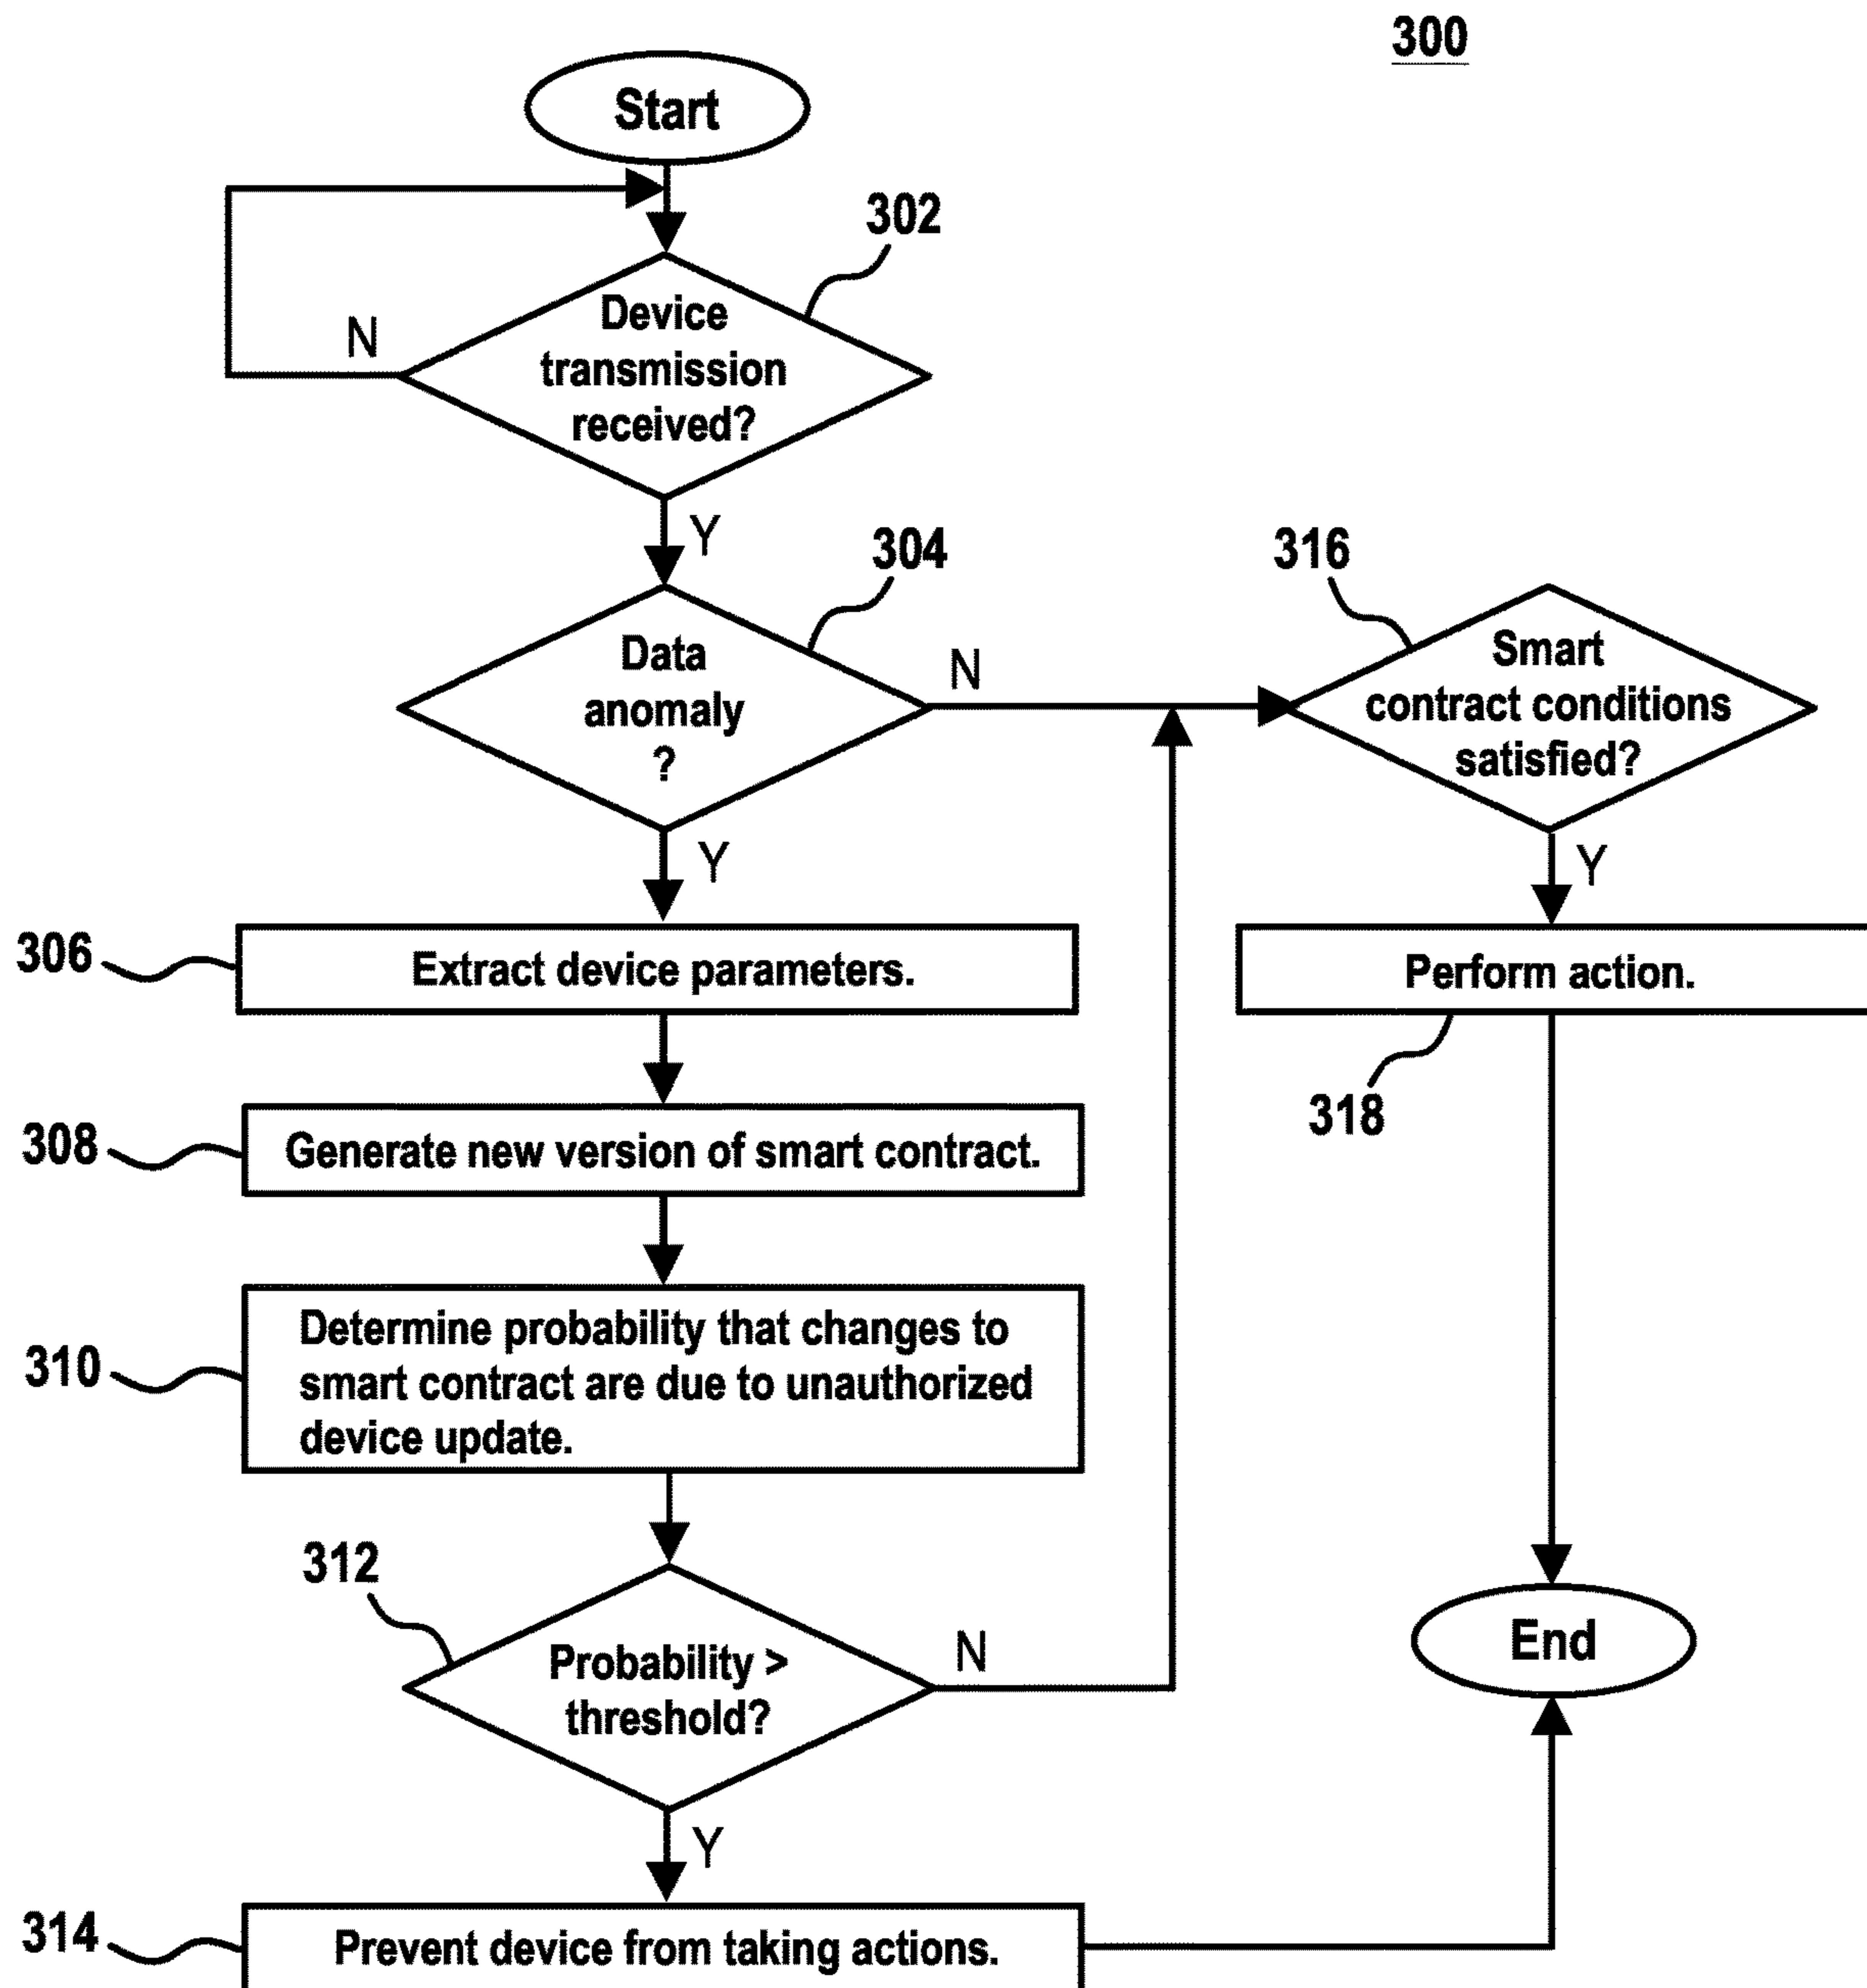 300
Start
302
Device
transmission
received?
N
Y
304
316
Data
anomaly
?
N
Smart
contract conditions
satisfied?
Y
Y
306
Extract device parameters.
Perform action.
308
Generate new version of smart contract.
318
310
Determine probability that changes to
smart contract are due to unauthorized
device update.
312
Probability >
threshold?
N
End
Y
314
Prevent device from taking actions.